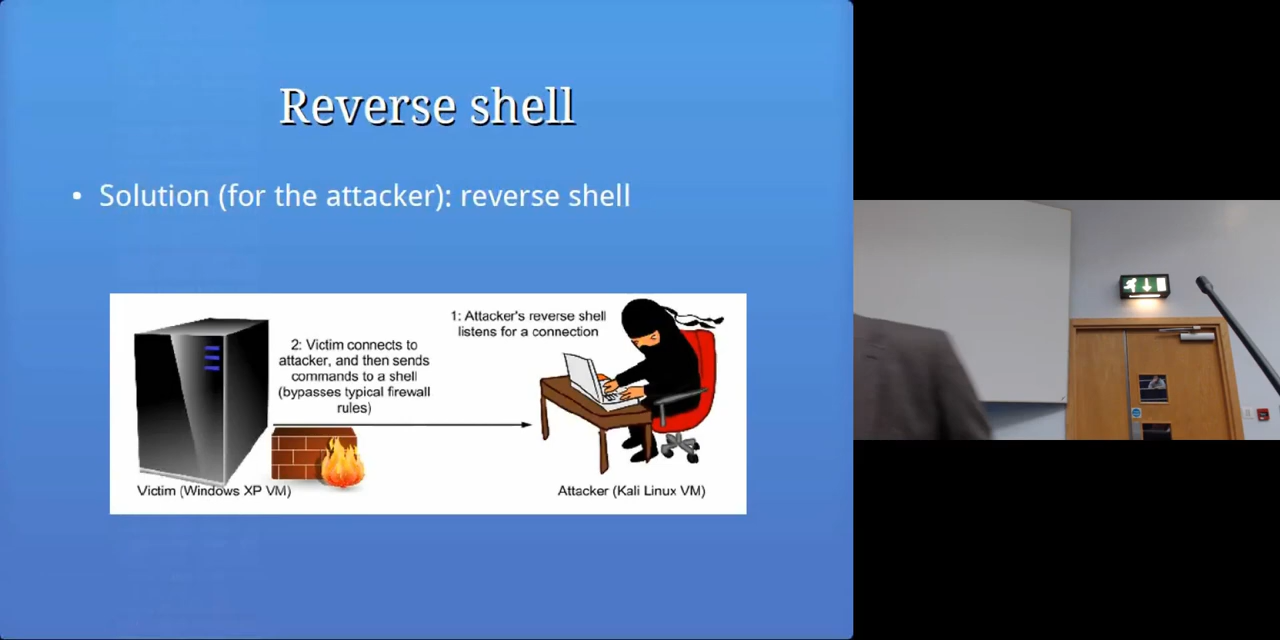 Reverse shell
• Solution (for the attacker): reverse shell
1: Attacker's reverse shell
listens for a connection
2: Victim connects to
attacker, and then sends
commands to a shell
(bypasses typical firewall
rules)
Victim (Windows XP VM)
Attacker (Kali Linux VM)